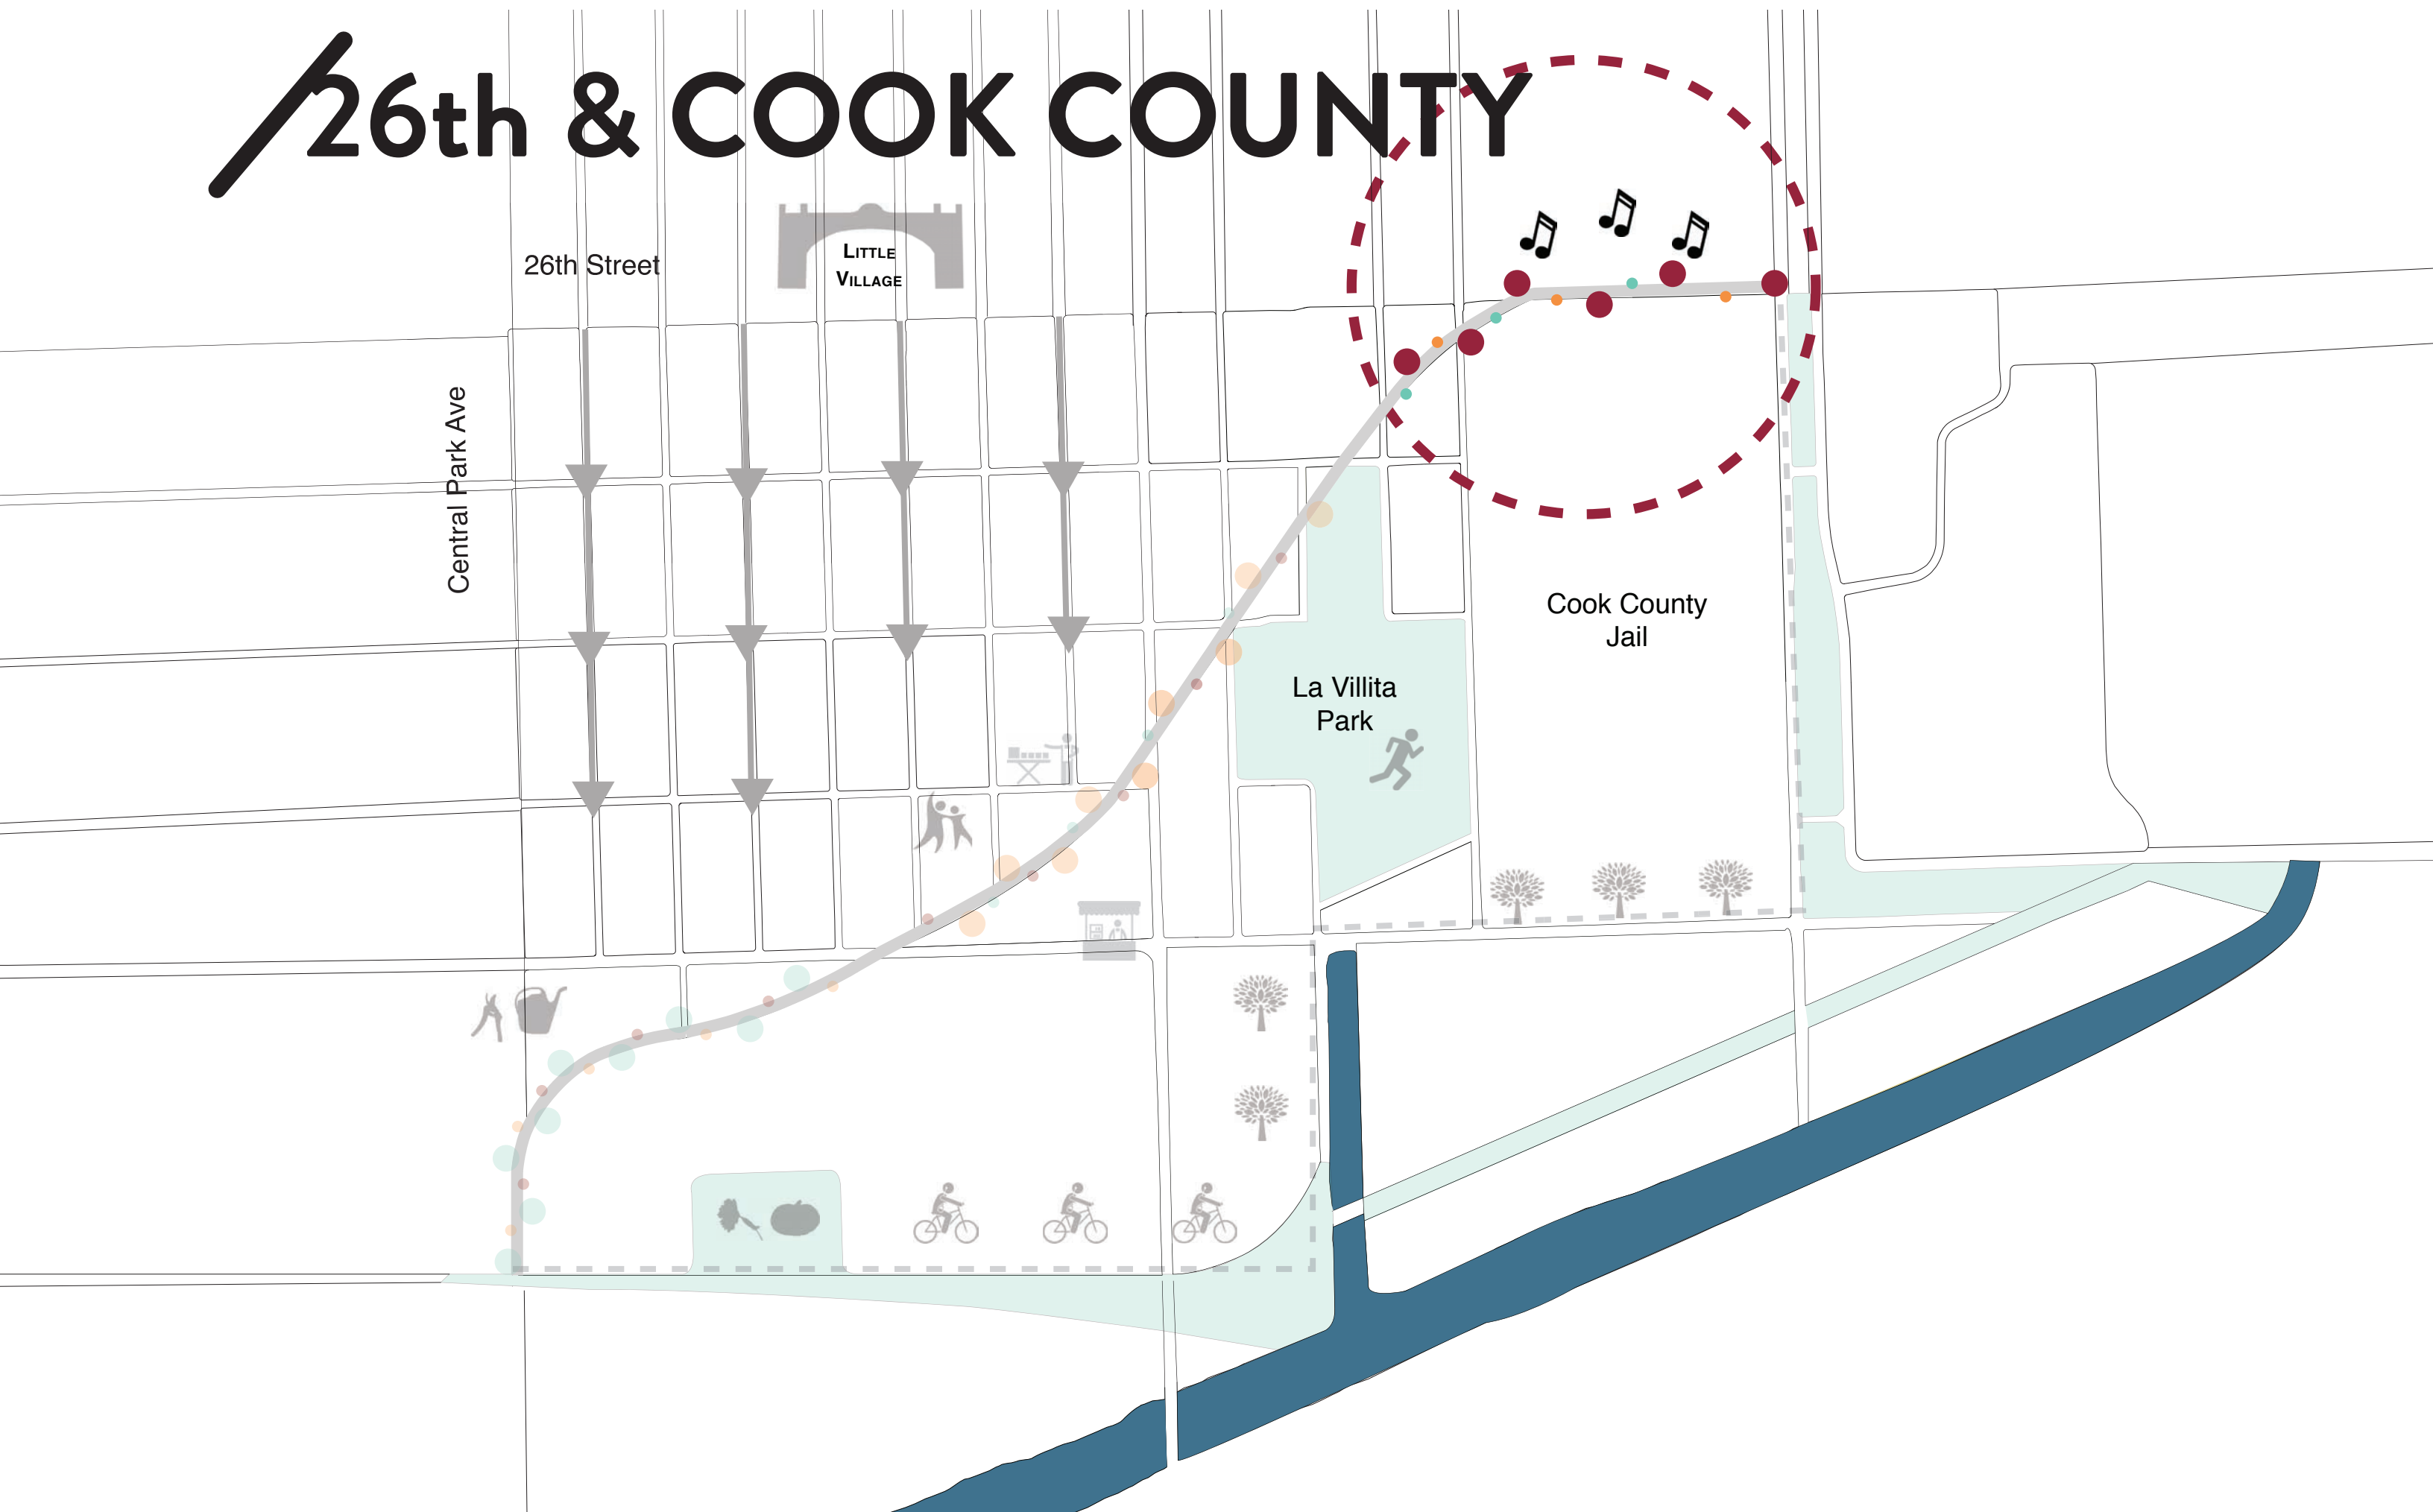 26th & COOK COUNTY
26th Street
LITTLE
VILLAGE
Central Park Ave
Cook County
Jail
La Villita
Park